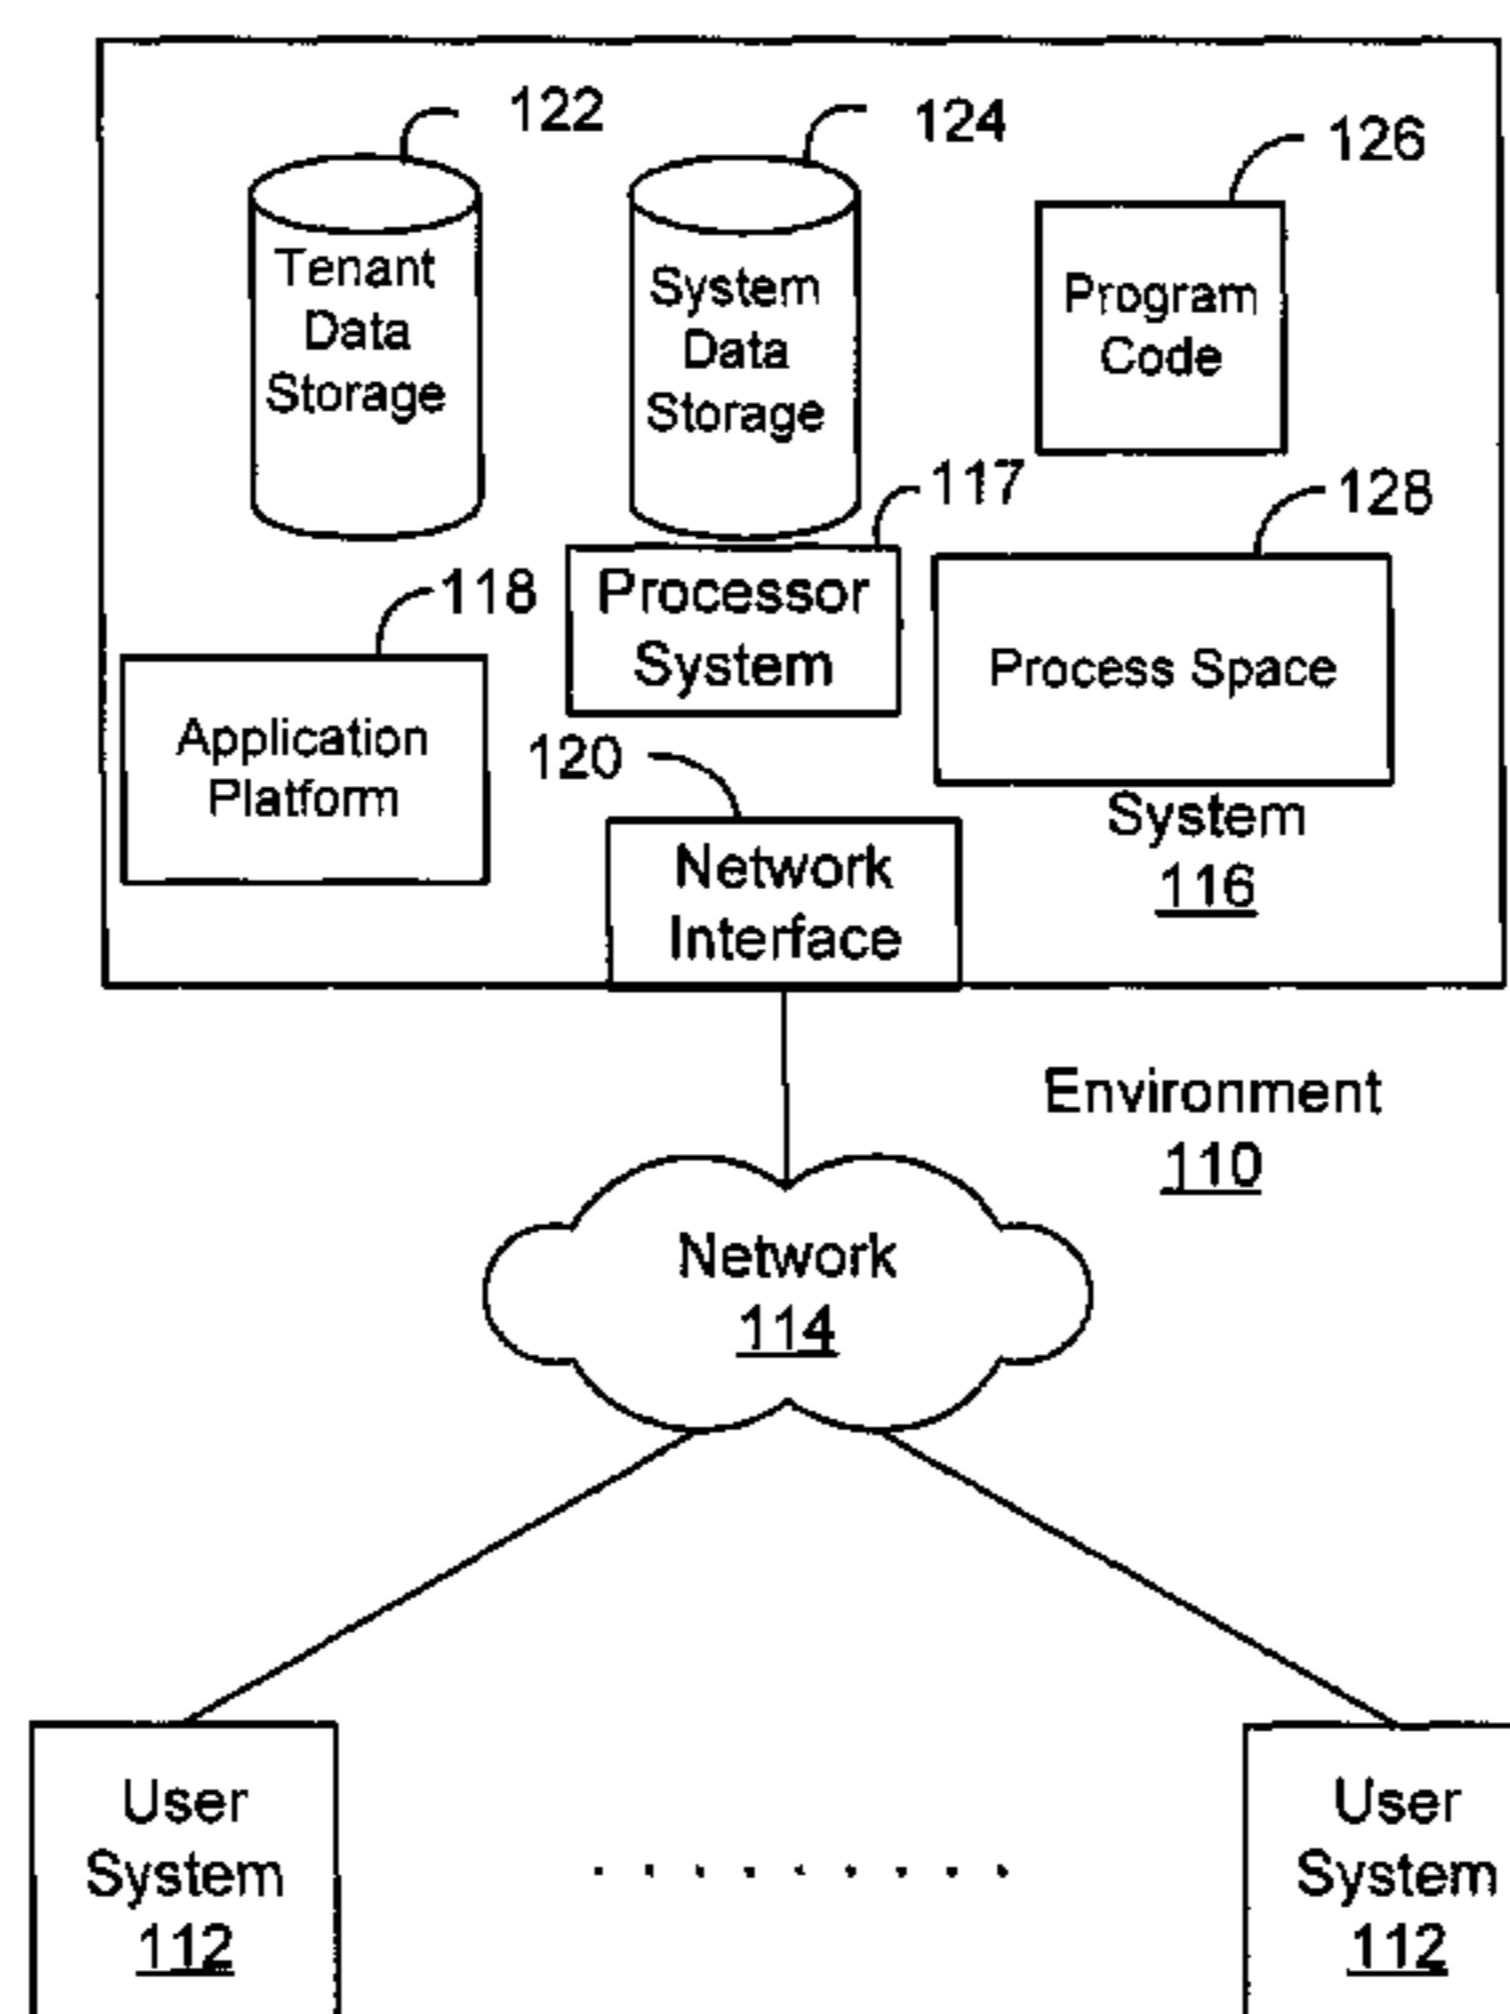 122
124
126
Tenant
Data
Storage
System
Data
Storage
Program
Code
117
128
118
Processor
System
Process Space
Application
Platform
120
System
116
Network
Interface
Environment
110
Network
114
User
System
112
. . . . . . . . .
User
System
112